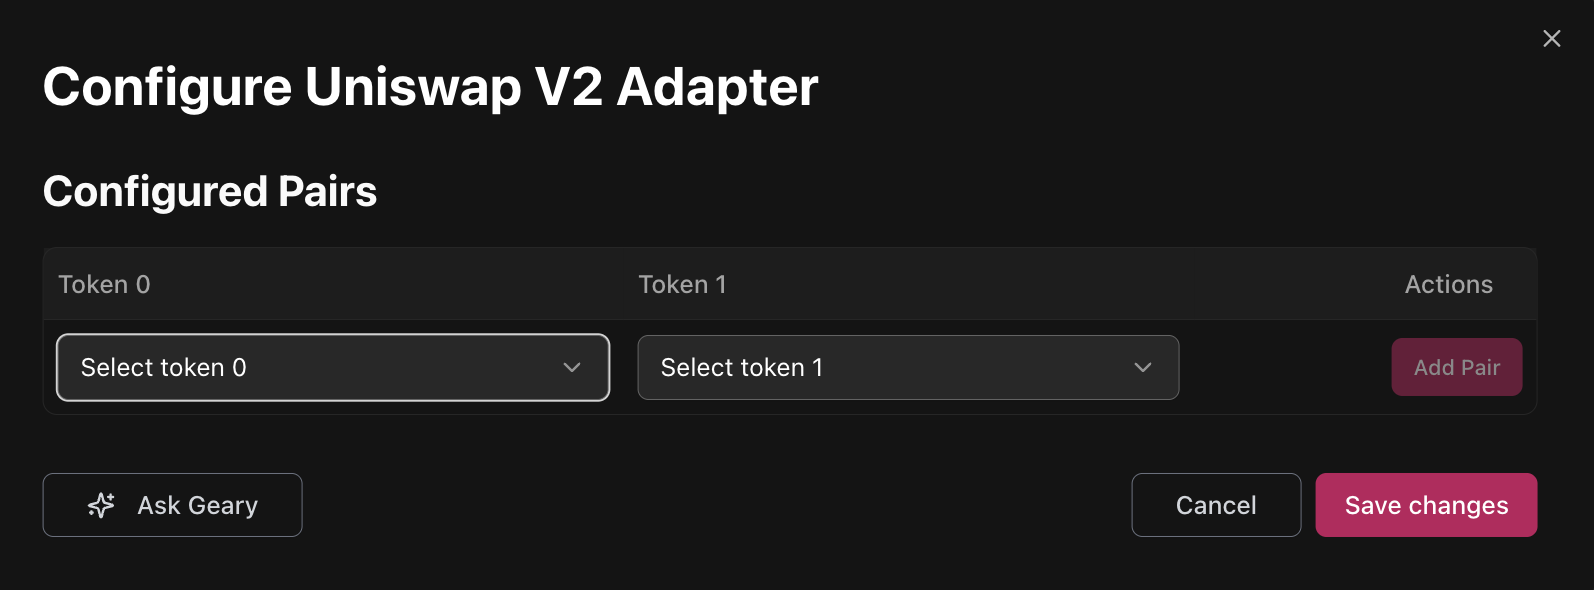 Configure Uniswap V2 Adapter
Configured Pairs
Token 0 Token 1 Actions
Select token 0 Select token 1 Add Pair
Ask Geary Cancel Save changes